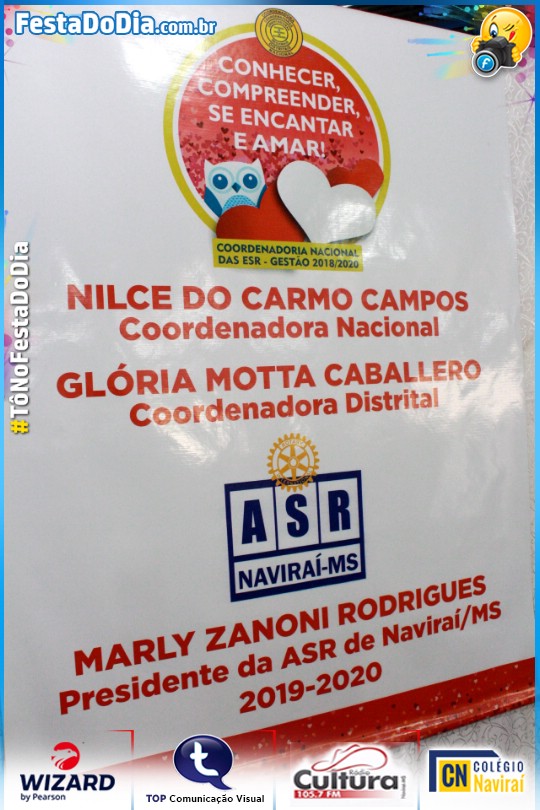 FestaDoDia.com.br
CONHECER,
COMPREENDER,
SE ENCANTAR
E AMAR!
COORDENADORIA NACIONAL
DAS ESR - GESTÃO 2018/2020
NILCE DO CARMO CAMPOS
Coordenadora Nacional
GLÓRIA MOTTA CABALLERO
Coordenadora Distrital
#TôNoFestaDoDia
ASR
NAVIRAÍ-MS
MARLY ZANONI RODRIGUES
Presidente da ASR de Naviraí/MS
2019-2020
WIZARD
by Pearson
t
TOP Comunicação Visual
Rádio
Cultura
105.7 FM
CN COLÉGIO
Naviraí